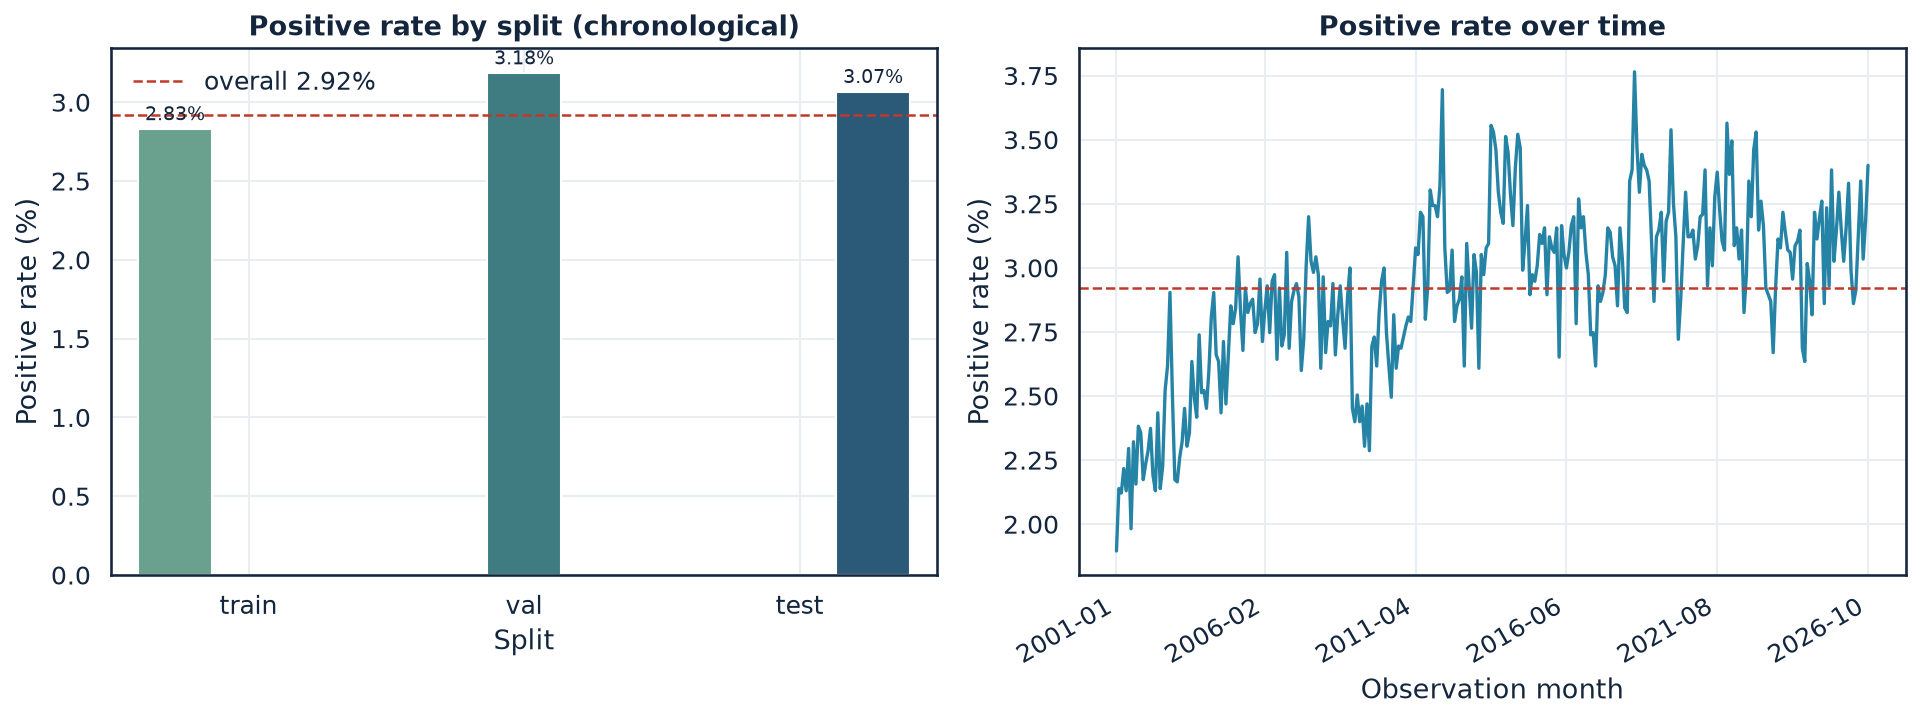 Positive rate by split (chronological)
3.18%
3.07%
overall 2.92%
2.83%
3.0
2.5
2.0
1.5
1.0
0.5
0.0
Positive rate (%)
train
val
test
Split
Positive rate over time
3.75
3.50
3.25
3.00
2.75
2.50
2.25
2.00
Positive rate (%)
2001-01
2006-02
2011-04
2016-06
2021-08
2026-10
Observation month